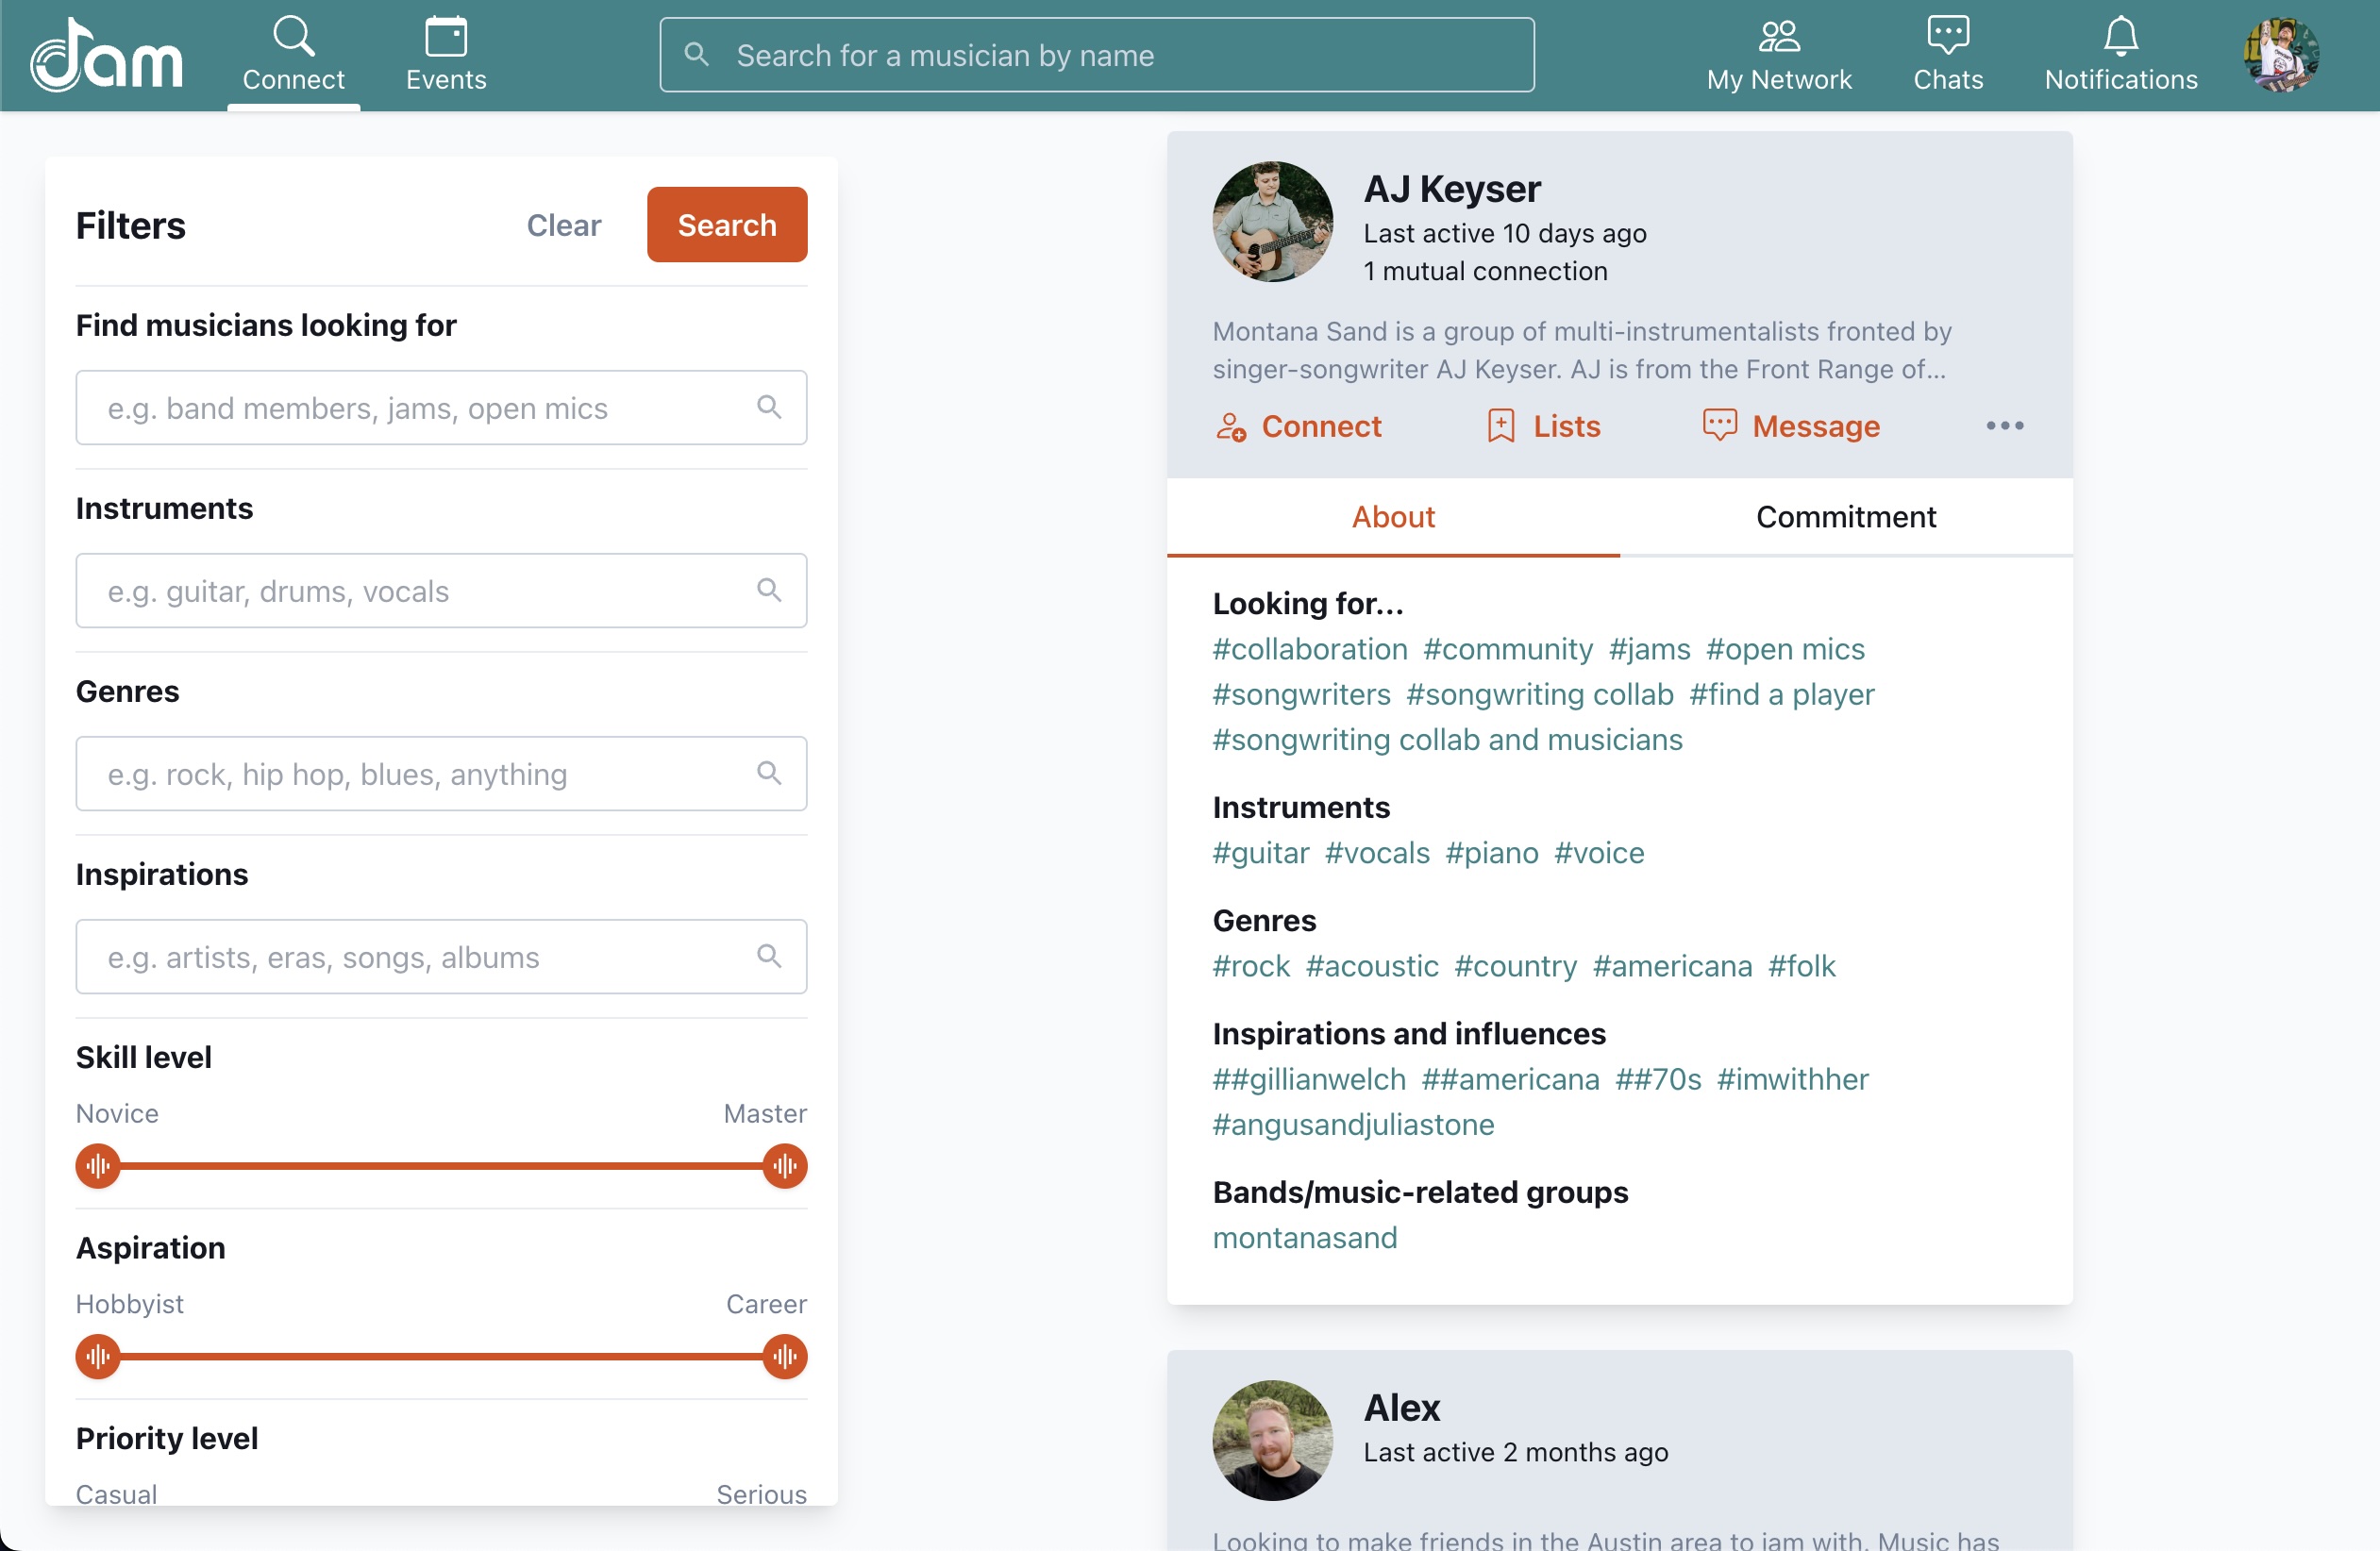 Jam
Connect
Events
Search for a musician by name
My Network
Chats
Notifications
Filters
Clear
Search
Find musicians looking for
e.g. band members, jams, open mics
Instruments
e.g. guitar, drums, vocals
Genres
e.g. rock, hip hop, blues, anything
Inspirations
e.g. artists, eras, songs, albums
Skill level
Novice
Master
Aspiration
Hobbyist
Career
Priority level
Casual
Serious
AJ Keyser
Last active 10 days ago
1 mutual connection
Montana Sand is a group of multi-instrumentalists fronted by
singer-songwriter AJ Keyser. AJ is from the Front Range of...
Connect
Lists
Message
About
Commitment
Looking for...
#collaboration #community #jams #open mics
#songwriters #songwriting collab #find a player
#songwriting collab and musicians
Instruments
#guitar #vocals #piano #voice
Genres
#rock #acoustic #country #americana #folk
Inspirations and influences
##gillianwelch ##americana ##70s #imwithher
#angusandjuliastone
Bands/music-related groups
montanasand
Alex
Last active 2 months ago
Looking to make friends in the Austin area to jam with. Music has